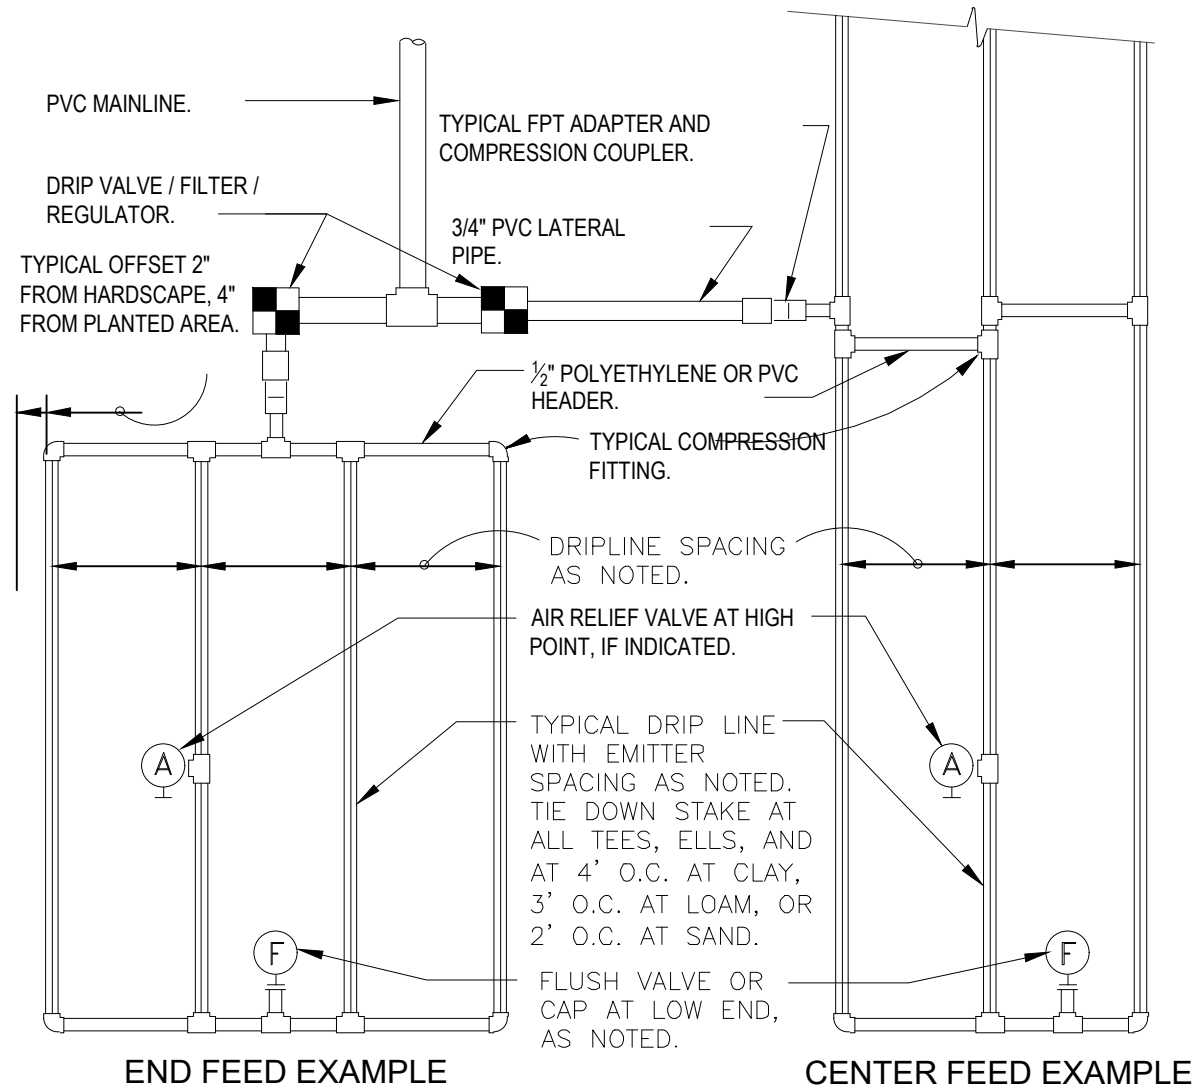 PVC MAINLINE.
TYPICAL FPT ADAPTER AND
COMPRESSION COUPLER.
DRIP VALVE / FILTER /
REGULATOR.
3/4" PVC LATERAL
PIPE.
TYPICAL OFFSET 2"
FROM HARDSCAPE, 4"
FROM PLANTED AREA.
½" POLYETHYLENE OR PVC
HEADER.
TYPICAL COMPRESSION
FITTING.
DRIPLINE SPACING
AS NOTED.
AIR RELIEF VALVE AT HIGH
POINT, IF INDICATED.
TYPICAL DRIP LINE
WITH EMITTER
SPACING AS NOTED.
TIE DOWN STAKE AT
ALL TEES, ELLS, AND
AT 4' O.C. AT CLAY,
3' O.C. AT LOAM, OR
2' O.C. AT SAND.
A
A
F
F
FLUSH VALVE OR
CAP AT LOW END,
AS NOTED.
END FEED EXAMPLE
CENTER FEED EXAMPLE